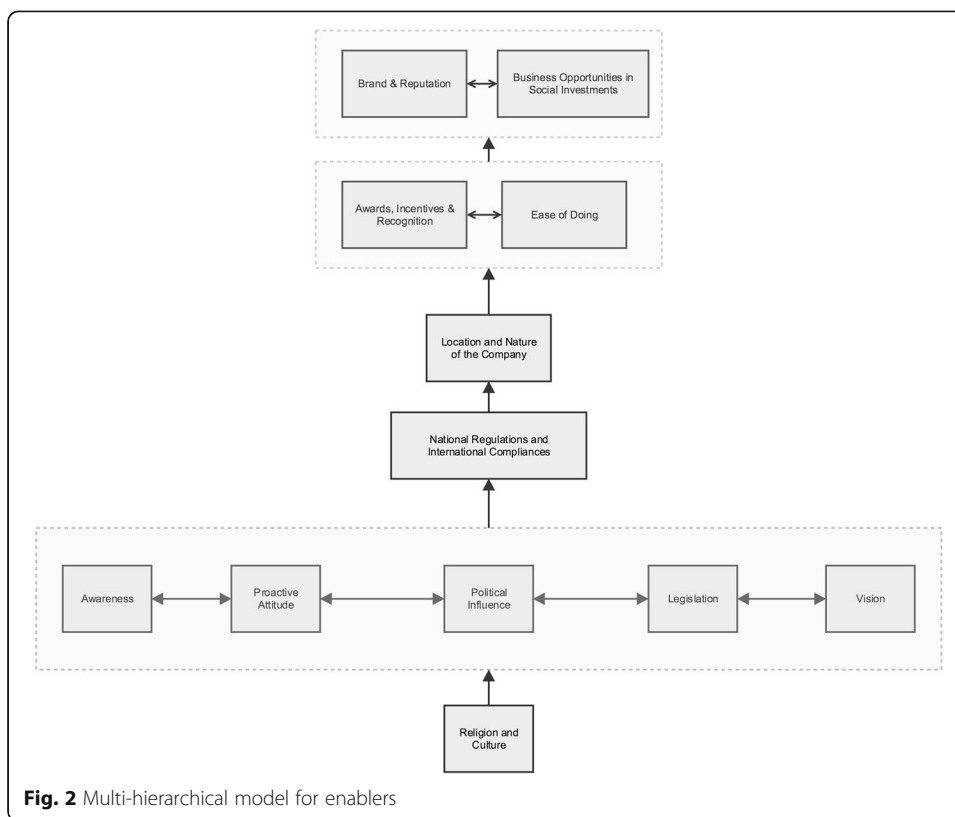 Brand & Reputation
Business Opportunities in
Social Investments
Awards, Incentives &
Recognition
Ease of Doing
Location and Nature
of the Company
National Regulations and
International Compliances
Awareness
Proactive
Attitude
Political
Influence
Legislation
Vision
Religion and
Culture
Fig. 2 Multi-hierarchical model for enablers